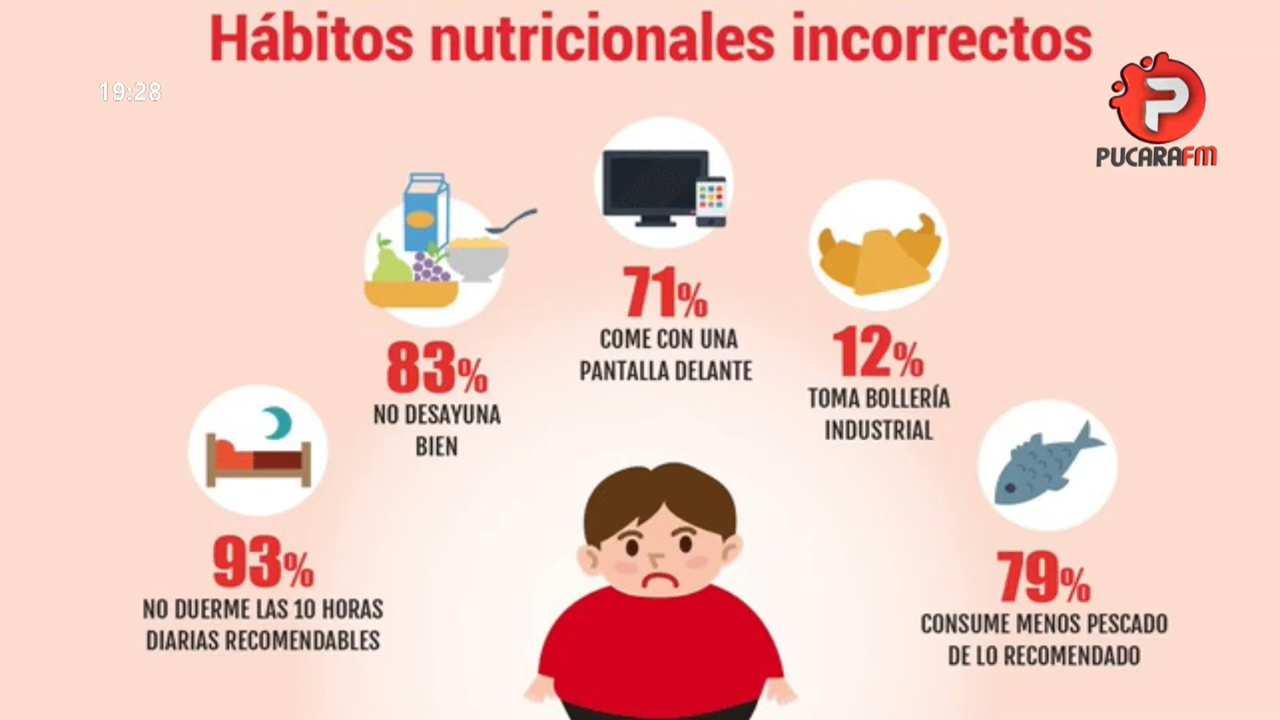 Hábitos nutricionales incorrectos
19:28
P
PUCARAFM
71%
COME CON UNA
PANTALLA DELANTE
83%
NO DESAYUNA
BIEN
12%
TOMA BOLLERÍA
INDUSTRIAL
93%
NO DUERME LAS 10 HORAS
DIARIAS RECOMENDABLES
79%
CONSUME MENOS PESCADO
DE LO RECOMENDADO